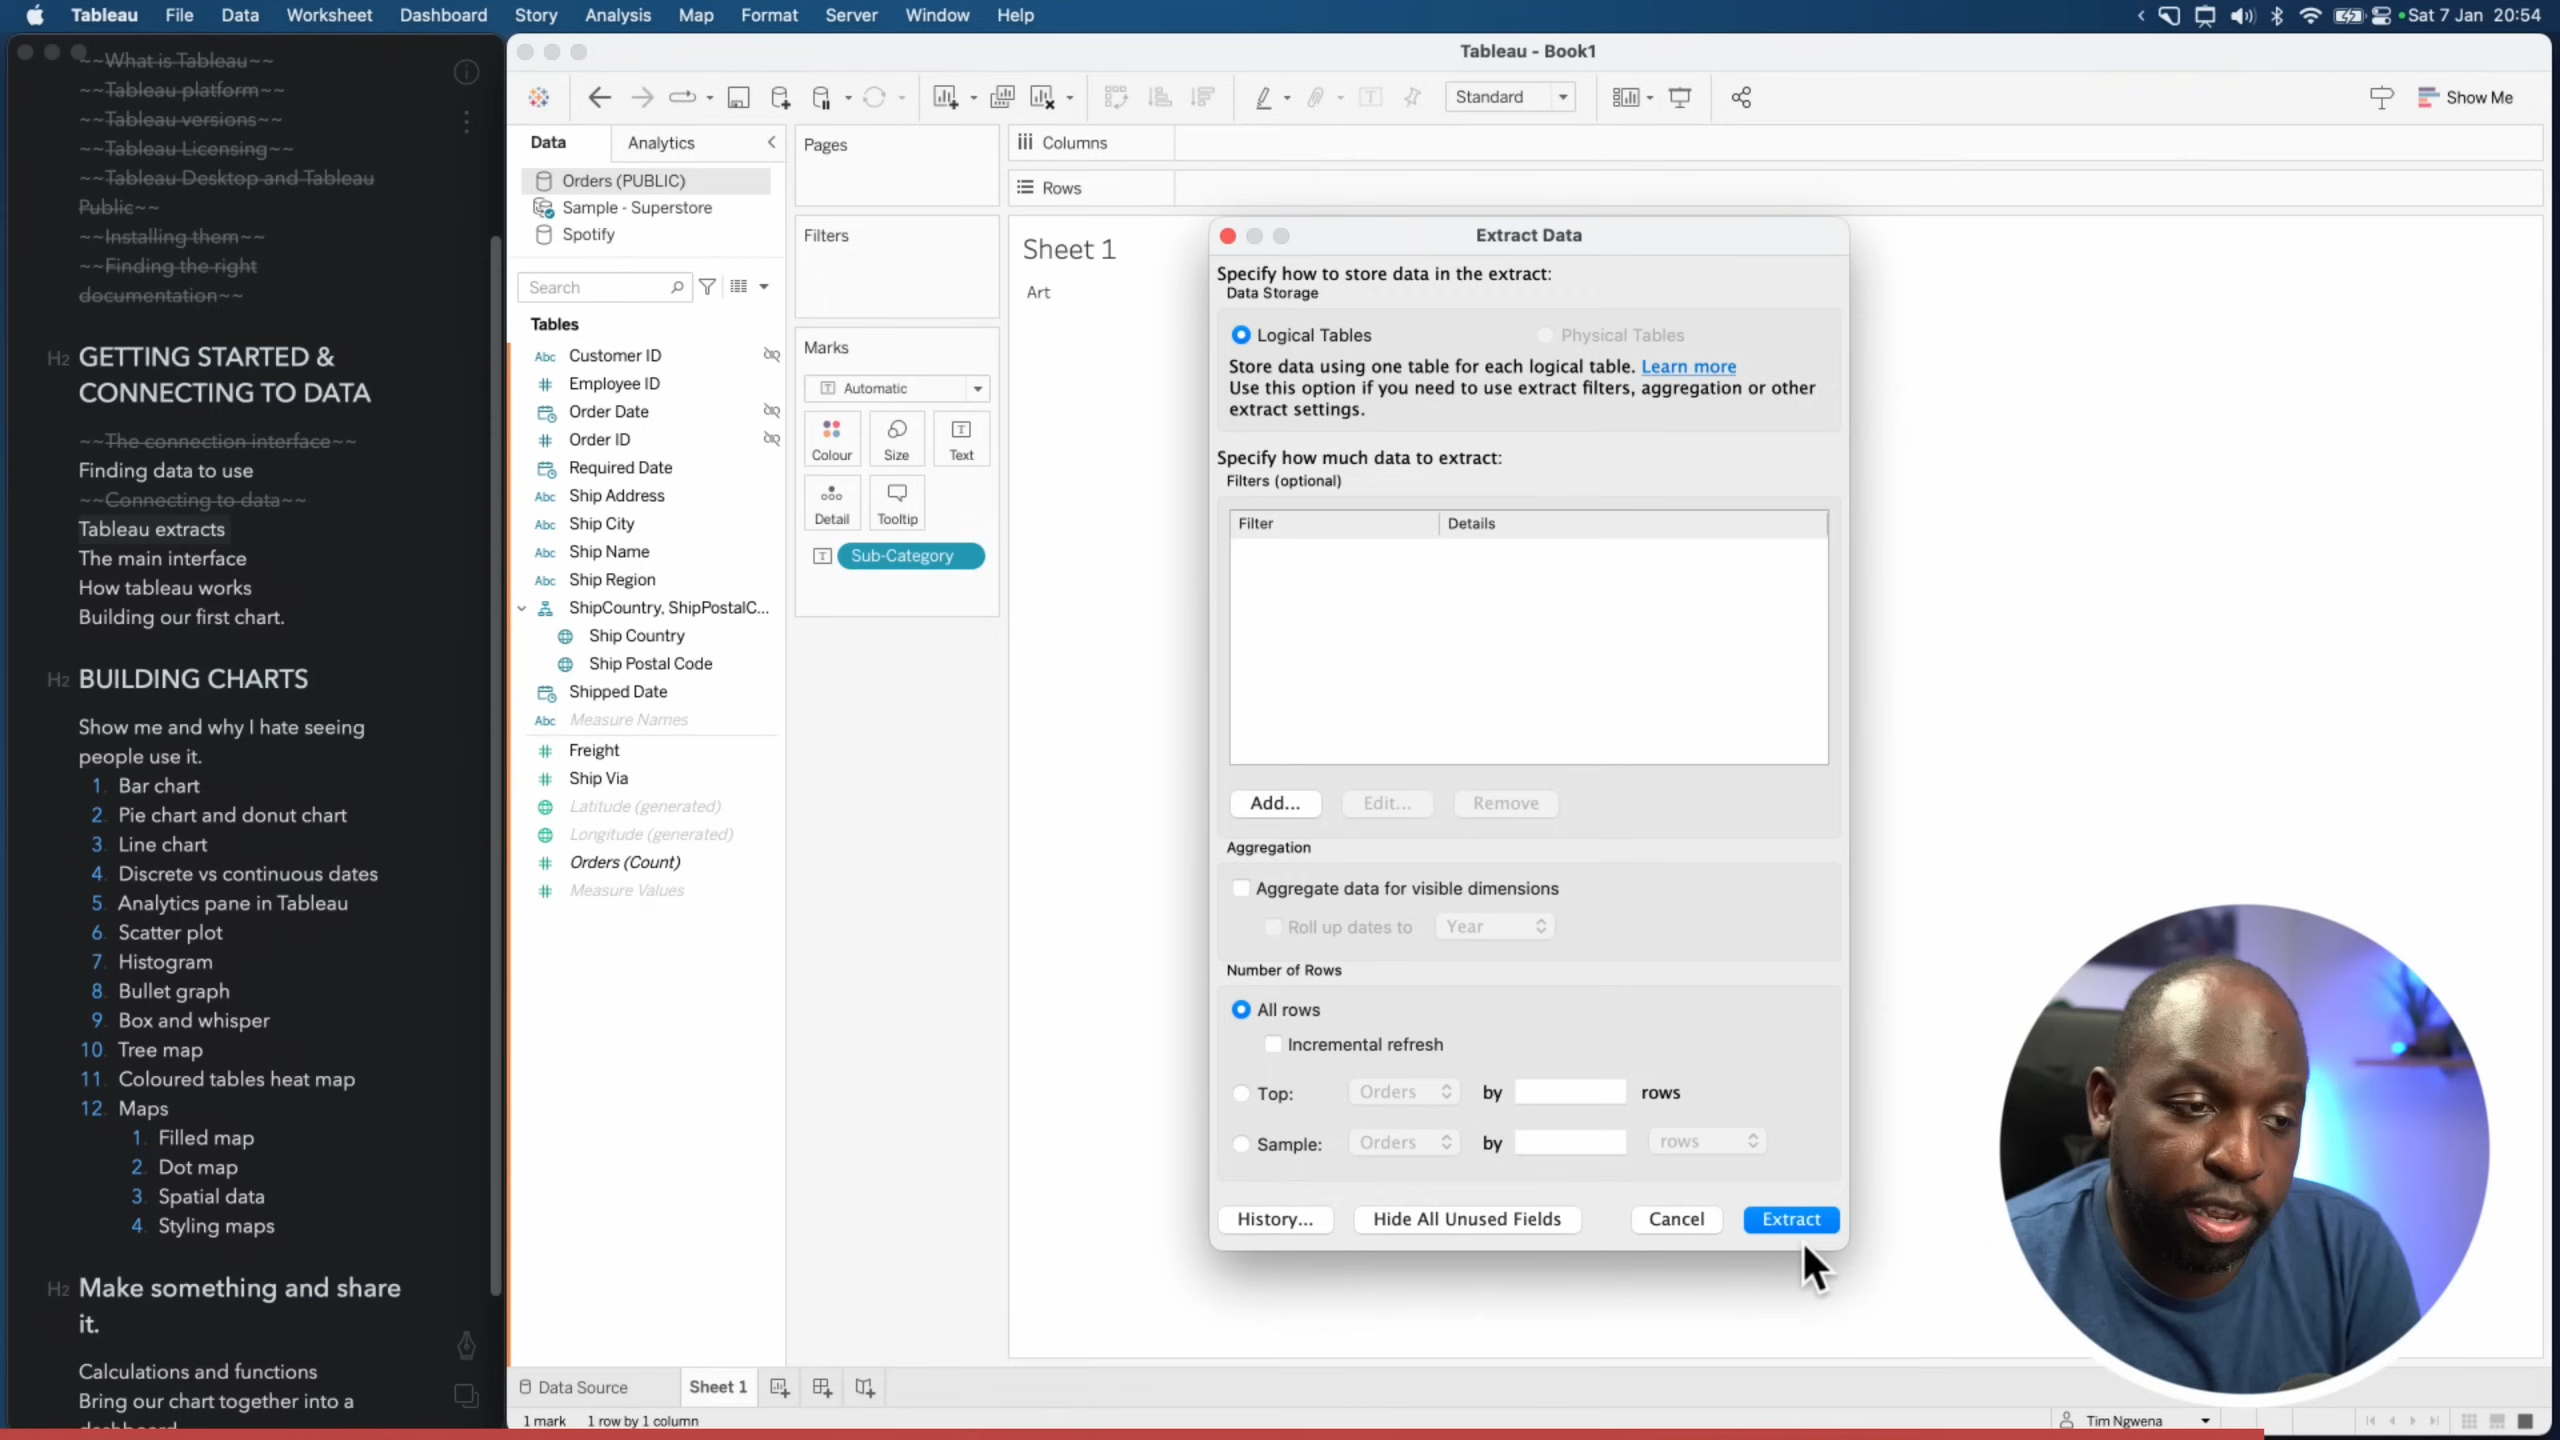 Tableau File Data Worksheet Dashboard Story Analysis Map Format Server Window Help
Sat 7 Jan 20:54
~~What is Tableau~~
~~Tableau platform~~
~~Tableau versions~~
~~Tableau Licensing~~
~~Tableau Desktop and Tableau
Public~~
~~Installing them~~
~~Finding the right
documentation~~
H2 GETTING STARTED &
CONNECTING TO DATA
~~The connection interface~~
Finding data to use
~~Connecting to data~~
Tableau extracts
The main interface
How tableau works
Building our first chart.
H2 BUILDING CHARTS
Show me and why I hate seeing
people use it.
1. Bar chart
2. Pie chart and donut chart
3. Line chart
4. Discrete vs continuous dates
5. Analytics pane in Tableau
6. Scatter plot
7. Histogram
8. Bullet graph
9. Box and whisper
10. Tree map
11. Coloured tables heat map
12. Maps
1. Filled map
2. Dot map
3. Spatial data
4. Styling maps
H2 Make something and share
it.
Calculations and functions
Bring our chart together into a
dashboard
Tableau - Book1
Standard
Show Me
Data
Analytics
Orders (PUBLIC)
Sample - Superstore
Spotify
Search
Tables
Abc Customer ID
# Employee ID
Order Date
# Order ID
Required Date
Abc Ship Address
Abc Ship City
Abc Ship Name
Abc Ship Region
ShipCountry, ShipPostalC...
Ship Country
Ship Postal Code
Shipped Date
Abc Measure Names
# Freight
# Ship Via
Latitude (generated)
Longitude (generated)
# Orders (Count)
# Measure Values
Pages
Filters
Marks
Automatic
Colour
Size
Text
Detail
Tooltip
Sub-Category
Columns
Rows
Sheet 1
Art
Extract Data
Specify how to store data in the extract:
Data Storage
Logical Tables
Physical Tables
Store data using one table for each logical table. Learn more
Use this option if you need to use extract filters, aggregation or other
extract settings.
Specify how much data to extract:
Filters (optional)
Filter
Details
Add...
Edit...
Remove
Aggregation
Aggregate data for visible dimensions
Roll up dates to Year
Number of Rows
All rows
Incremental refresh
Top: Orders by rows
Sample: Orders by rows
History...
Hide All Unused Fields
Cancel
Extract
Data Source
Sheet 1
1 mark 1 row by 1 column
Tim Ngwena